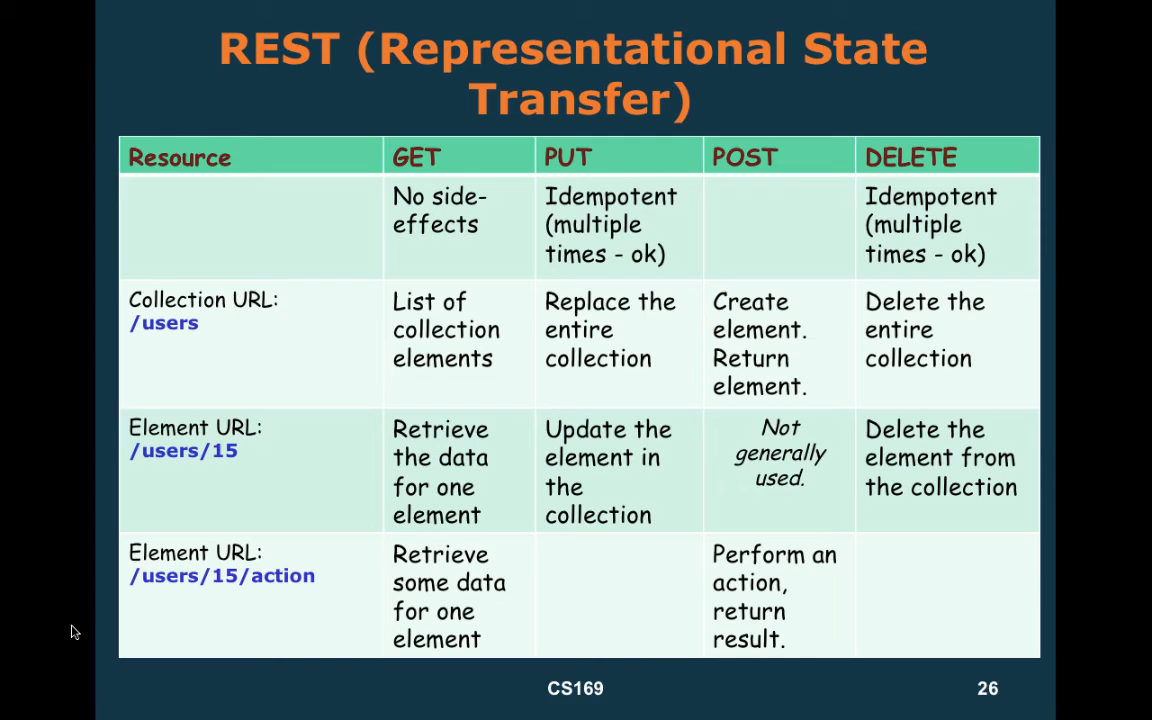 REST (Representational State
Transfer)
Resource
GET
PUT
POST
DELETE
No side-
effects
Idempotent
(multiple
times - ok)
Idempotent
(multiple
times - ok)
Collection URL:
/users
List of
collection
elements
Replace the
entire
collection
Create
element.
Return
element.
Delete the
entire
collection
Element URL:
/users/15
Retrieve
the data
for one
element
Update the
element in
the
collection
Not
generally
used.
Delete the
element from
the collection
Element URL:
/users/15/action
Retrieve
some data
for one
element
Perform an
action,
return
result.
CS169
26